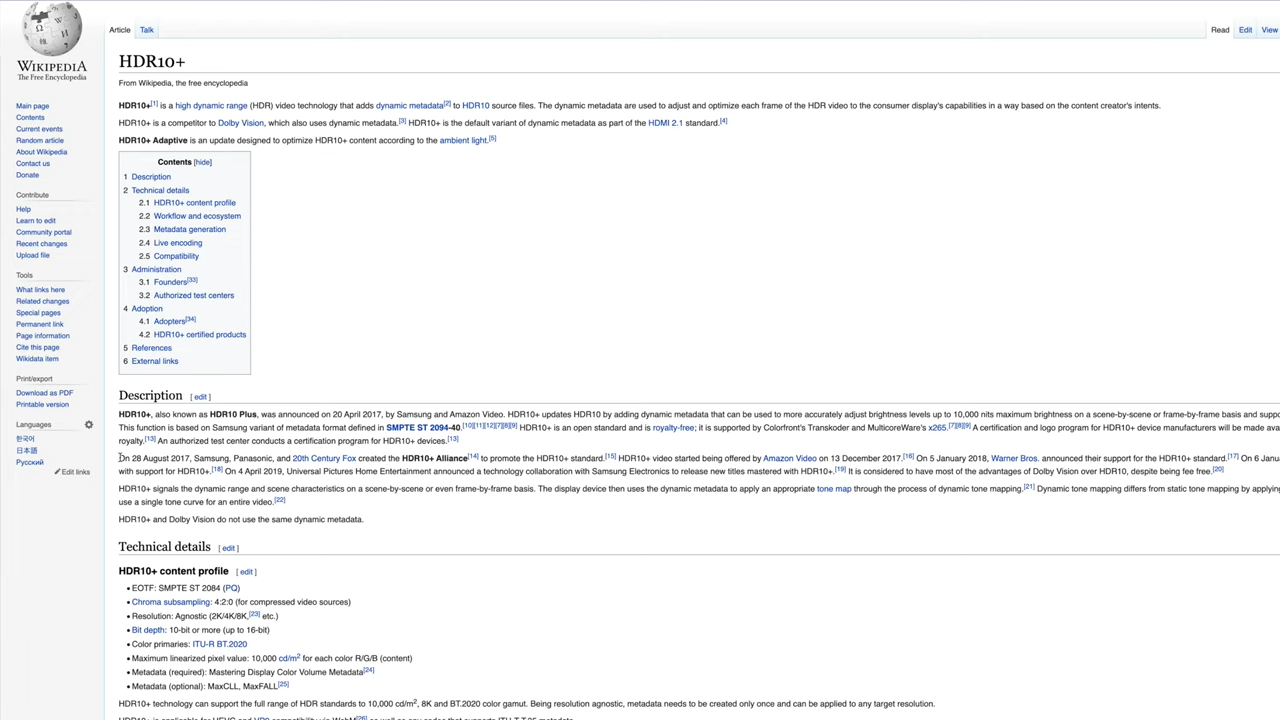 WIKIPEDIA
The Free Encyclopedia
Main page
Contents
Current events
Random article
About Wikipedia
Contact us
Donate
Contribute
Help
Learn to edit
Community portal
Recent changes
Upload file
Tools
What links here
Related changes
Special pages
Permanent link
Page information
Cite this page
Wikidata item
Print/export
Download as PDF
Printable version
Languages
한국어
日本語
Русский
Edit links
Article Talk
Read Edit View
HDR10+
From Wikipedia, the free encyclopedia
HDR10+[1] is a high dynamic range (HDR) video technology that adds dynamic metadata[2] to HDR10 source files. The dynamic metadata are used to adjust and optimize each frame of the HDR video to the consumer display's capabilities in a way based on the content creator's intents.
HDR10+ is a competitor to Dolby Vision, which also uses dynamic metadata.[3] HDR10+ is the default variant of dynamic metadata as part of the HDMI 2.1 standard.[4]
HDR10+ Adaptive is an update designed to optimize HDR10+ content according to the ambient light.[5]
Contents [hide]
1 Description
2 Technical details
2.1 HDR10+ content profile
2.2 Workflow and ecosystem
2.3 Metadata generation
2.4 Live encoding
2.5 Compatibility
3 Administration
3.1 Founders[33]
3.2 Authorized test centers
4 Adoption
4.1 Adopters[34]
4.2 HDR10+ certified products
5 References
6 External links
Description [ edit ]
HDR10+, also known as HDR10 Plus, was announced on 20 April 2017, by Samsung and Amazon Video. HDR10+ updates HDR10 by adding dynamic metadata that can be used to more accurately adjust brightness levels up to 10,000 nits maximum brightness on a scene-by-scene or frame-by-frame basis and suppo
This function is based on Samsung variant of metadata format defined in SMPTE ST 2094-40.[10][11][12][7][8][9] HDR10+ is an open standard and is royalty-free; it is supported by Colorfront's Transkoder and MulticoreWare's x265.[7][8][9] A certification and logo program for HDR10+ device manufacturers will be made ava
royalty.[13] An authorized test center conducts a certification program for HDR10+ devices.[13]
On 28 August 2017, Samsung, Panasonic, and 20th Century Fox created the HDR10+ Alliance[14] to promote the HDR10+ standard.[15] HDR10+ video started being offered by Amazon Video on 13 December 2017.[16] On 5 January 2018, Warner Bros. announced their support for the HDR10+ standard.[17] On 6 Janu
with support for HDR10+.[18] On 4 April 2019, Universal Pictures Home Entertainment announced a technology collaboration with Samsung Electronics to release new titles mastered with HDR10+.[19] It is considered to have most of the advantages of Dolby Vision over HDR10, despite being fee free.[20]
HDR10+ signals the dynamic range and scene characteristics on a scene-by-scene or even frame-by-frame basis. The display device then uses the dynamic metadata to apply an appropriate tone map through the process of dynamic tone mapping.[21] Dynamic tone mapping differs from static tone mapping by applying
use a single tone curve for an entire video.[22]
HDR10+ and Dolby Vision do not use the same dynamic metadata.
Technical details [ edit ]
HDR10+ content profile [ edit ]
• EOTF: SMPTE ST 2084 (PQ)
• Chroma subsampling: 4:2:0 (for compressed video sources)
• Resolution: Agnostic (2K/4K/8K,[23] etc.)
• Bit depth: 10-bit or more (up to 16-bit)
• Color primaries: ITU-R BT.2020
• Maximum linearized pixel value: 10,000 cd/m2 for each color R/G/B (content)
• Metadata (required): Mastering Display Color Volume Metadata[24]
• Metadata (optional): MaxCLL, MaxFALL[25]
HDR10+ technology can support the full range of HDR standards to 10,000 cd/m2, 8K and BT.2020 color gamut. Being resolution agnostic, metadata needs to be created only once and can be applied to any target resolution.